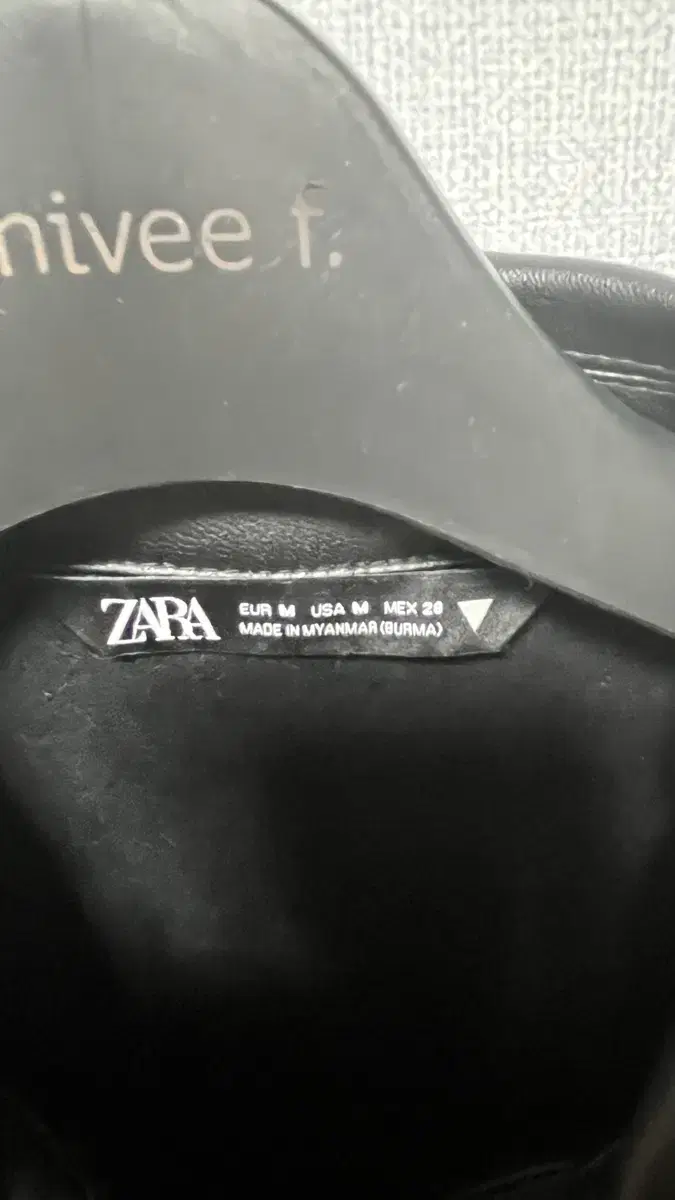 nivee f.
ZARA
EUR M USA M MEX 28
MADE IN MYANMAR (BURMA)